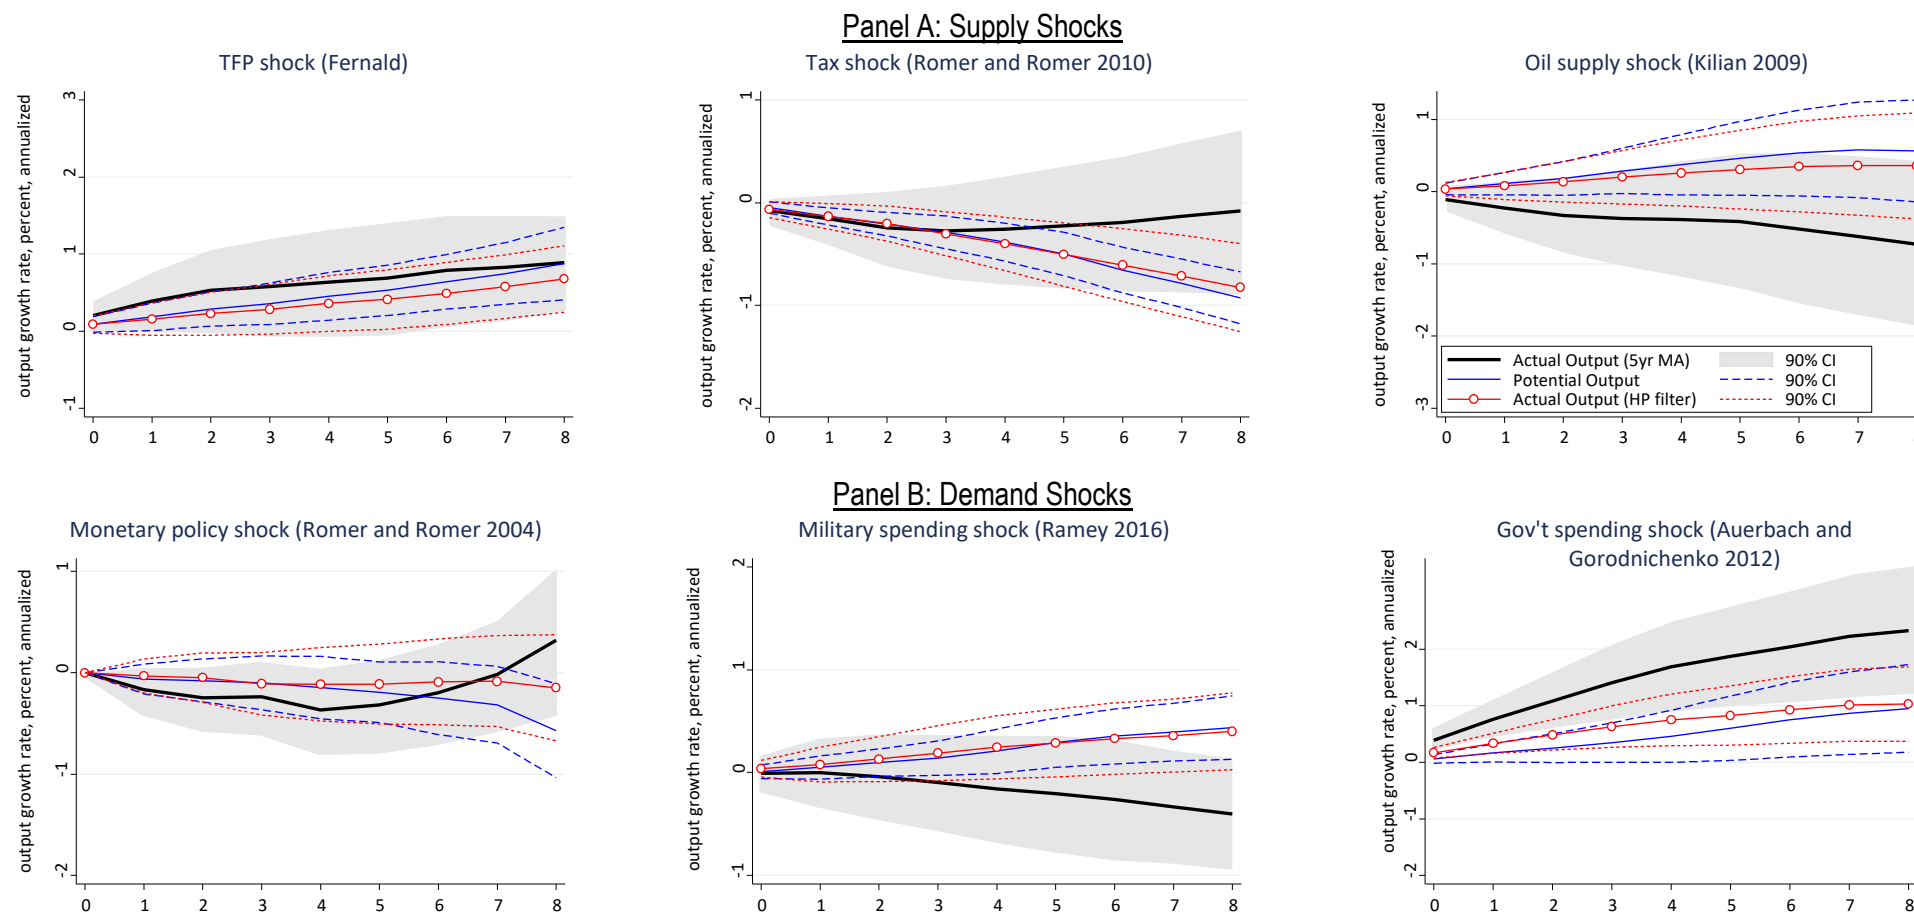 Panel A: Supply Shocks
TFP shock (Fernald)
output growth rate, percent, annualized
3
2
1
0
-1
0 1 2 3 4 5 6 7 8
Tax shock (Romer and Romer 2010)
output growth rate, percent, annualized
1
0
-1
-2
0 1 2 3 4 5 6 7 8
Oil supply shock (Kilian 2009)
output growth rate, percent, annualized
1
0
-1
-2
-3
Actual Output (5yr MA) 90% CI
Potential Output 90% CI
Actual Output (HP filter) 90% CI
0 1 2 3 4 5 6 7
Panel B: Demand Shocks
Monetary policy shock (Romer and Romer 2004)
output growth rate, percent, annualized
1
0
-1
-2
0 1 2 3 4 5 6 7 8
Military spending shock (Ramey 2016)
output growth rate, percent, annualized
2
1
0
-1
0 1 2 3 4 5 6 7 8
Gov't spending shock (Auerbach and
Gorodnichenko 2012)
output growth rate, percent, annualized
2
1
0
-1
-2
0 1 2 3 4 5 6 7 8